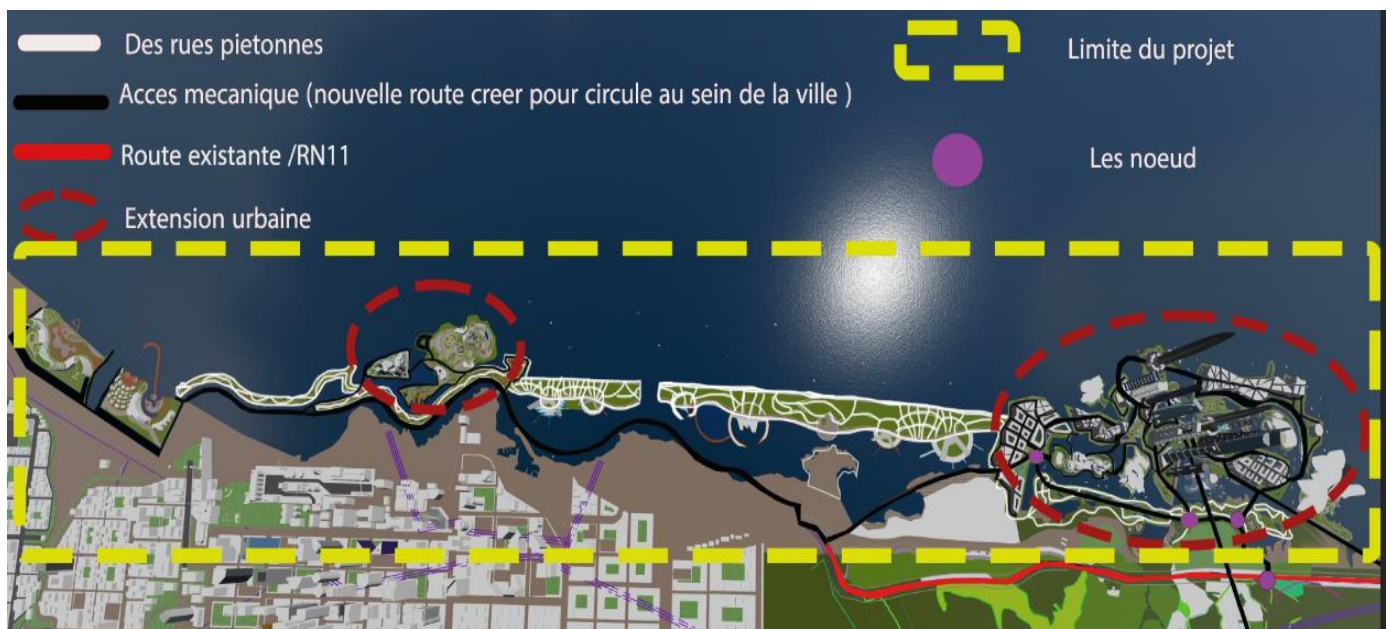 Des rues pietonnes
Limite du projet
Acces mecanique (nouvelle route creer pour circule au sein de la ville )
Route existante /RN11
Les noeud
Extension urbaine